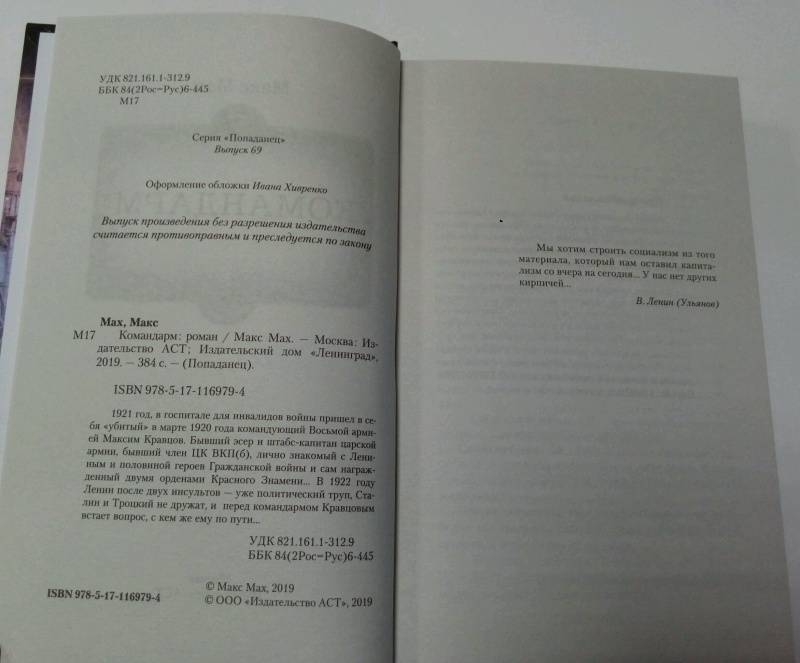 УДК 821.161.1-312.9
ББК 84(2Рос=Рус)6-445
М17
Серия «Попаданец»
Выпуск 69
Оформление обложки Ивана Хивренко
Выпуск произведения без разрешения издательства
считается противоправным и преследуется по закону
Мах, Макс
М17 Командарм: роман / Макс Мах. — Москва: Из-
дательство АСТ; Издательский дом «Ленинград»,
2019. — 384 с. — (Попаданец).
ISBN 978-5-17-116979-4
1921 год, в госпитале для инвалидов войны пришел в се-
бя «убитый» в марте 1920 года командующий Восьмой арми-
ей Максим Кравцов. Бывший эсер и штабс-капитан царской
армии, бывший член ЦК ВКП(б), лично знакомый с Лени-
ным и половиной героев Гражданской войны и сам награж-
денный двумя орденами Красного Знамени... В 1922 году
Ленин после двух инсультов – уже политический труп, Ста-
лин и Троцкий не дружат, и перед командармом Кравцовым
встает вопрос, с кем же ему по пути...
УДК 821.161.1-312.9
ББК 84(2Рос=Рус)6-445
ISBN 978-5-17-116979-4
© Макс Мах, 2019
© ООО «Издательство АСТ», 2019
Мы хотим строить социализм из того
материала, который нам оставил капита-
лизм со вчера на сегодня... У нас нет других
кирпичей...
В. Ленин (Ульянов)